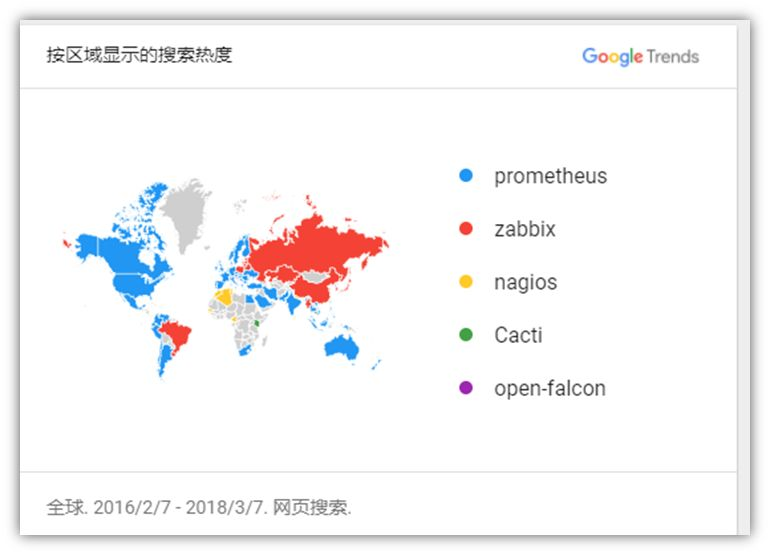 按区域显示的搜索热度
Google Trends
prometheus
zabbix
nagios
Cacti
open-falcon
全球. 2016/2/7 - 2018/3/7. 网页搜索.